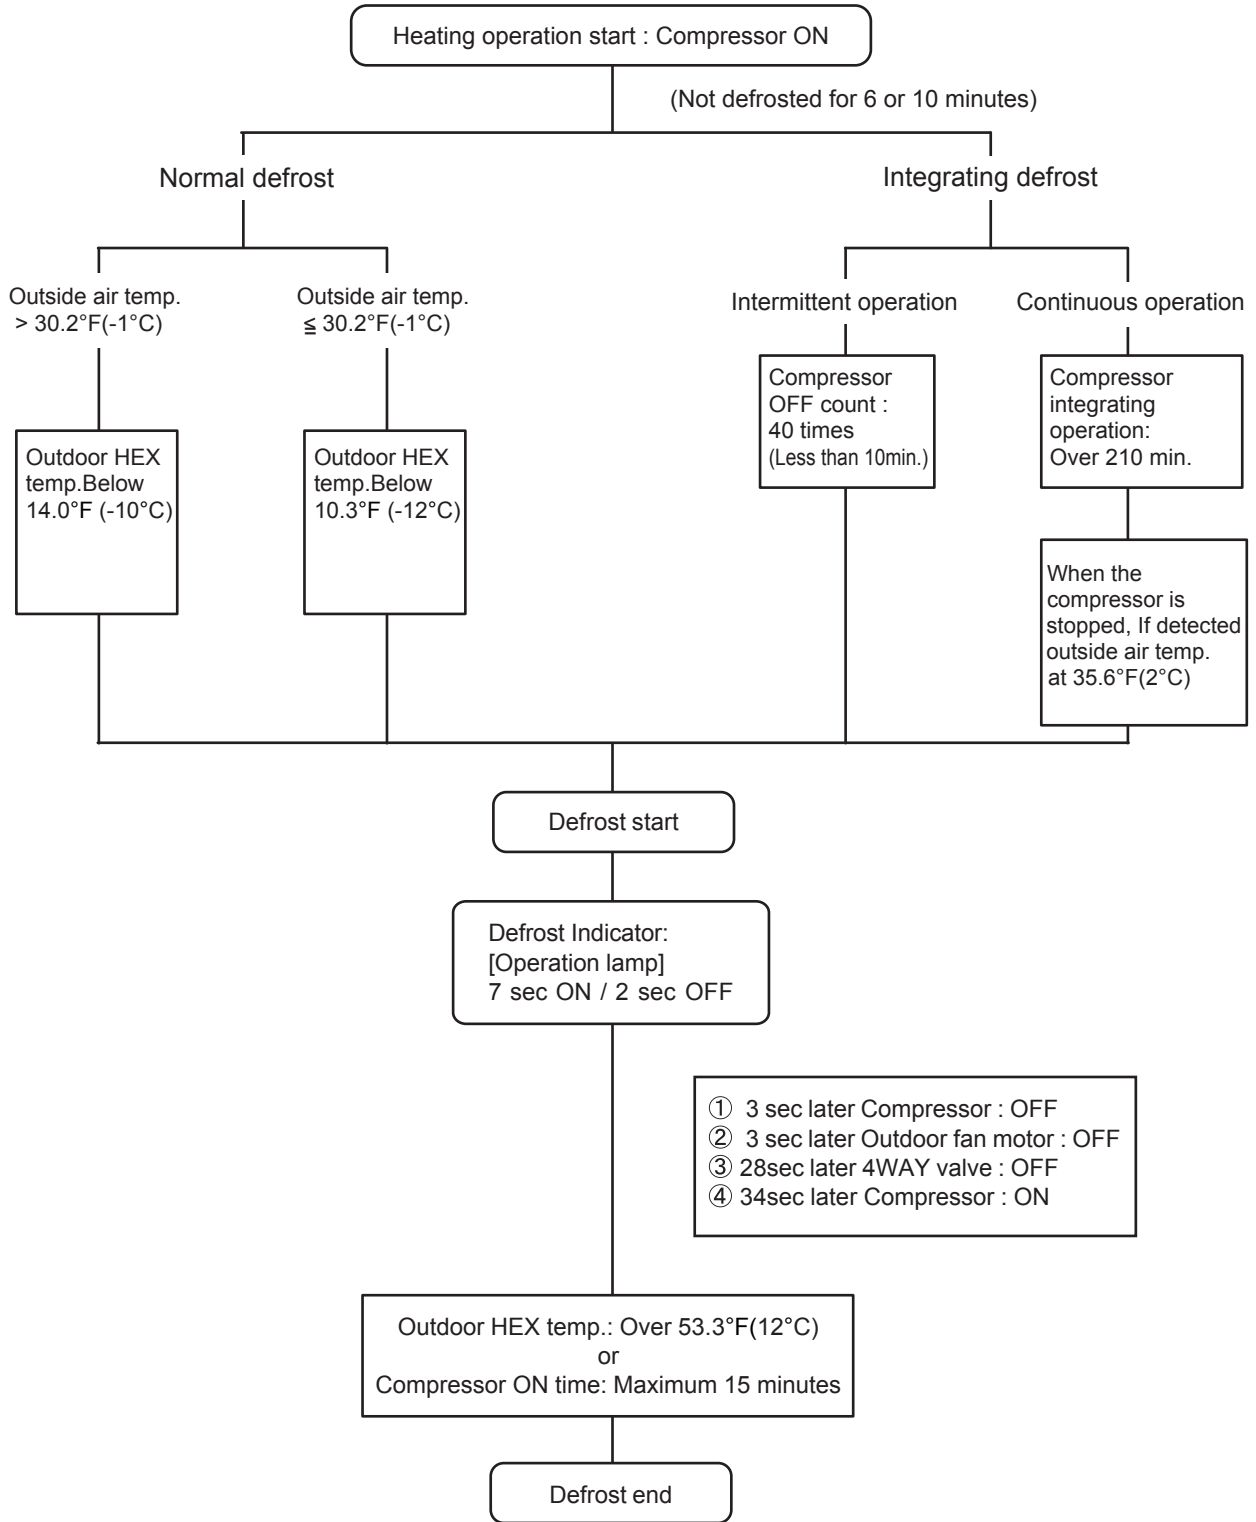 Heating operation start : Compressor ON
(Not defrosted for 6 or 10 minutes)
Normal defrost
Integrating defrost
Outside air temp.
> 30.2°F(-1°C)
Outside air temp.
≦ 30.2°F(-1°C)
Intermittent operation
Continuous operation
Outdoor HEX
temp.Below
14.0°F (-10°C)
Outdoor HEX
temp.Below
10.3°F (-12°C)
Compressor
OFF count :
40 times
(Less than 10min.)
Compressor
integrating
operation:
Over 210 min.
When the
compressor is
stopped, If detected
outside air temp.
at 35.6°F(2°C)
Defrost start
Defrost Indicator:
[Operation lamp]
7 sec ON / 2 sec OFF
① 3 sec later Compressor : OFF
② 3 sec later Outdoor fan motor : OFF
③ 28sec later 4WAY valve : OFF
④ 34sec later Compressor : ON
Outdoor HEX temp.: Over 53.3°F(12°C)
or
Compressor ON time: Maximum 15 minutes
Defrost end